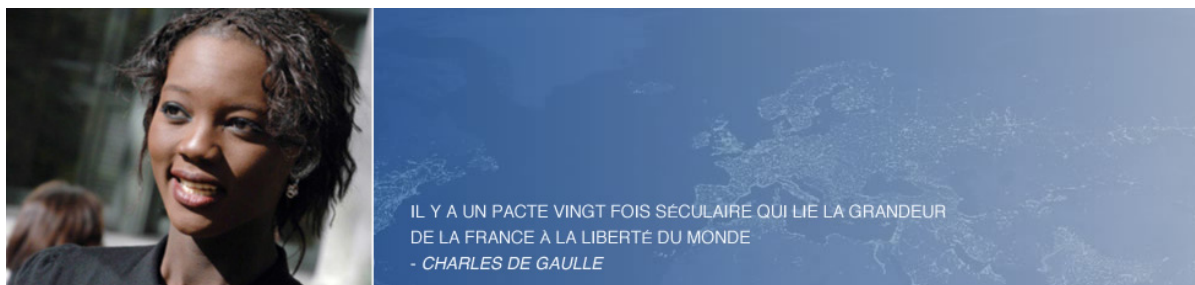 IL Y A UN PACTE VINGT FOIS SÉCULAIRE QUI LIE LA GRANDEUR
DE LA FRANCE À LA LIBERTÉ DU MONDE
- CHARLES DE GAULLE